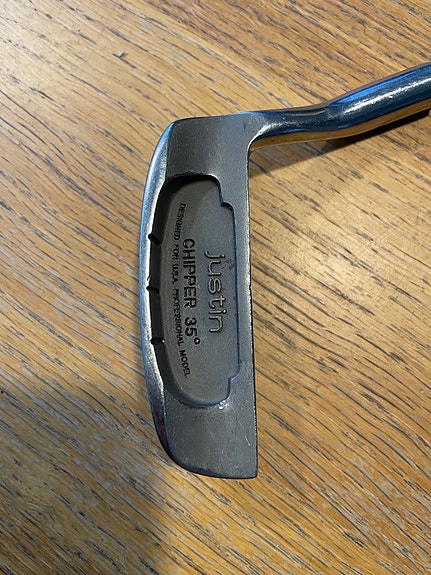 justin
CHIPPER 35°
DESIGNED FOR U.S.A. PROFESSIONAL MODEL